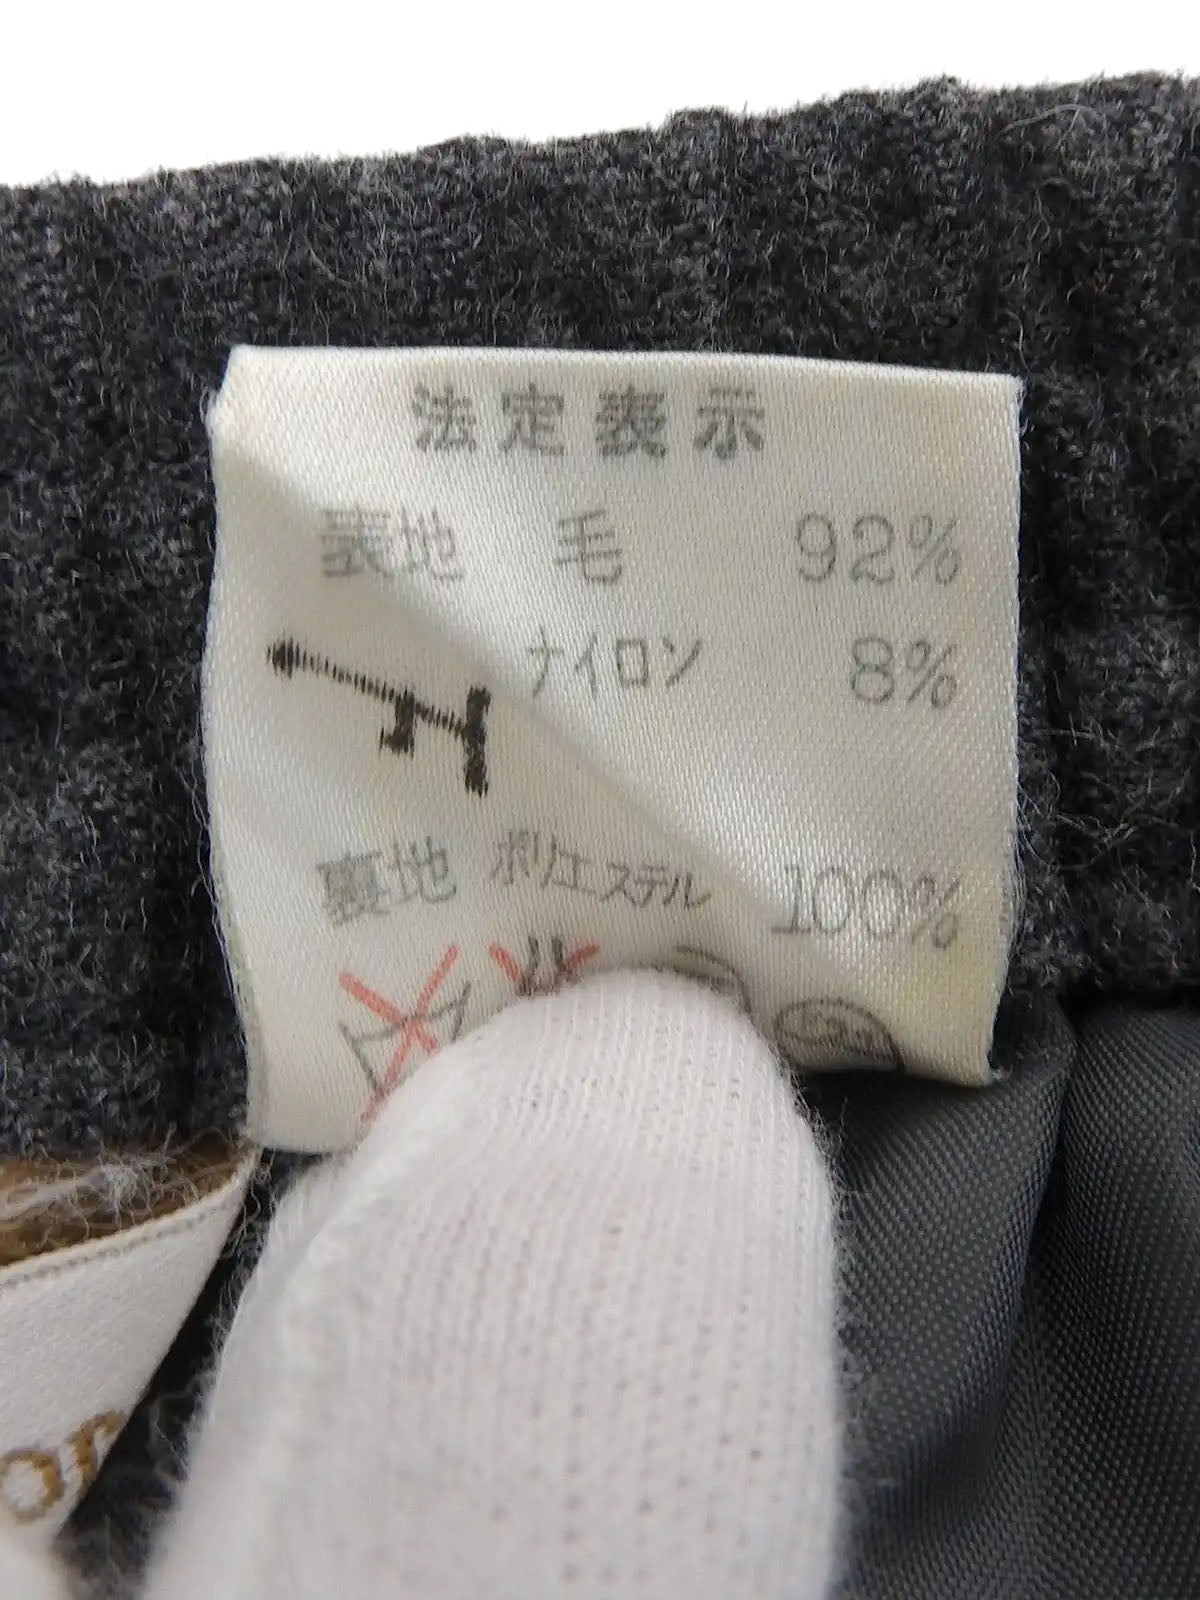 法定表示
表地 毛 92%
ナイロン 8%
裏地 ポリエステル 100%
or